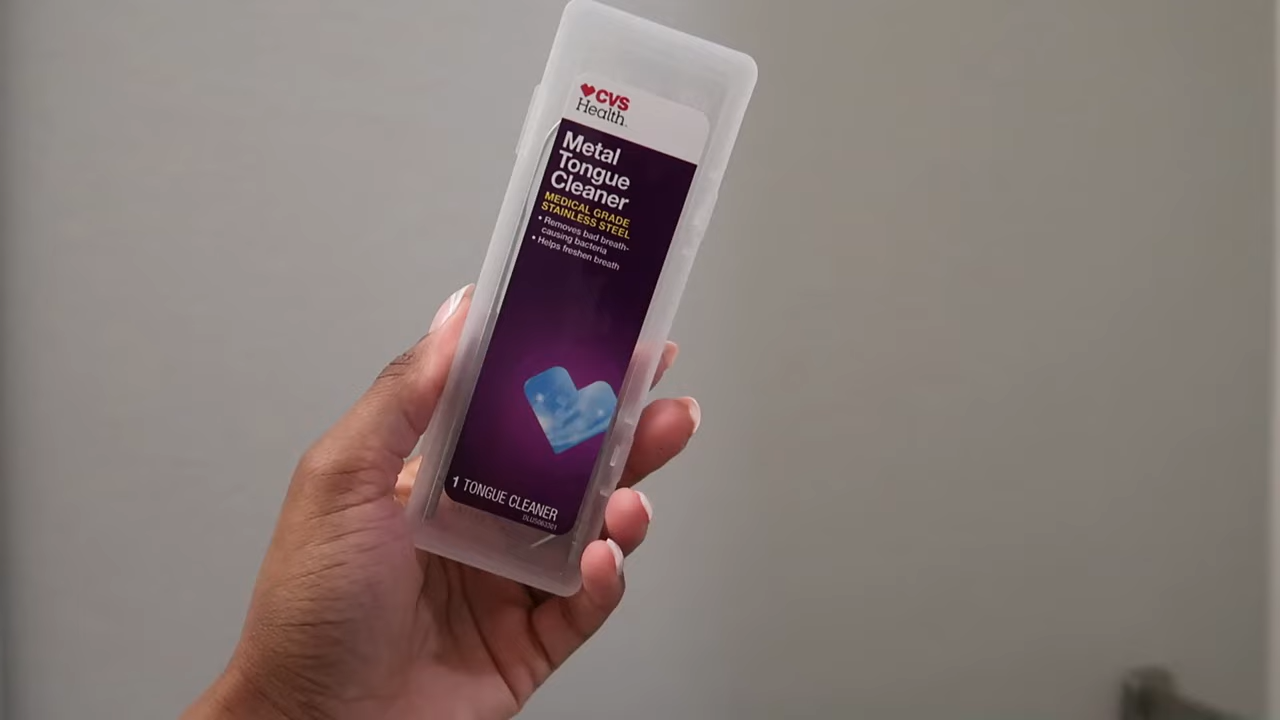 CVS
Health.
Metal
Tongue
Cleaner
MEDICAL GRADE
STAINLESS STEEL
• Removes bad breath-
causing bacteria
• Helps freshen breath
1 TONGUE CLEANER